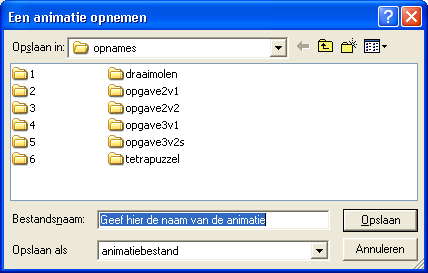 Een animatie opnemen
Opslaan in: opnames
1
2
3
4
5
6
draaimolen
opgave2v1
opgave2v2
opgave3v1
opgave3v2s
tetrapuzzel
Bestandsnaam: Geef hier de naam van de animatie Opslaan
Opslaan als animatiebestand Annuleren